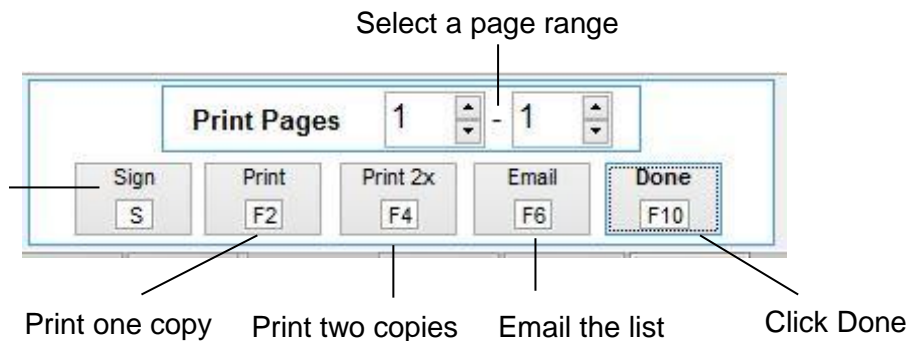 Select a page range
Print Pages 1 - 1
Sign Print Print 2x Email Done
S F2 F4 F6 F10
Print one copy Print two copies Email the list Click Done